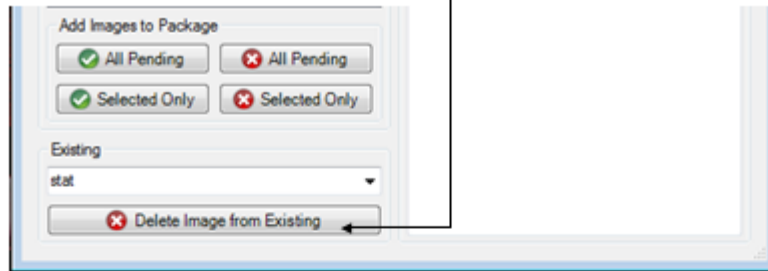 Add Images to Package
All Pending All Pending
Selected Only Selected Only
Existing
stat
Delete Image from Existing